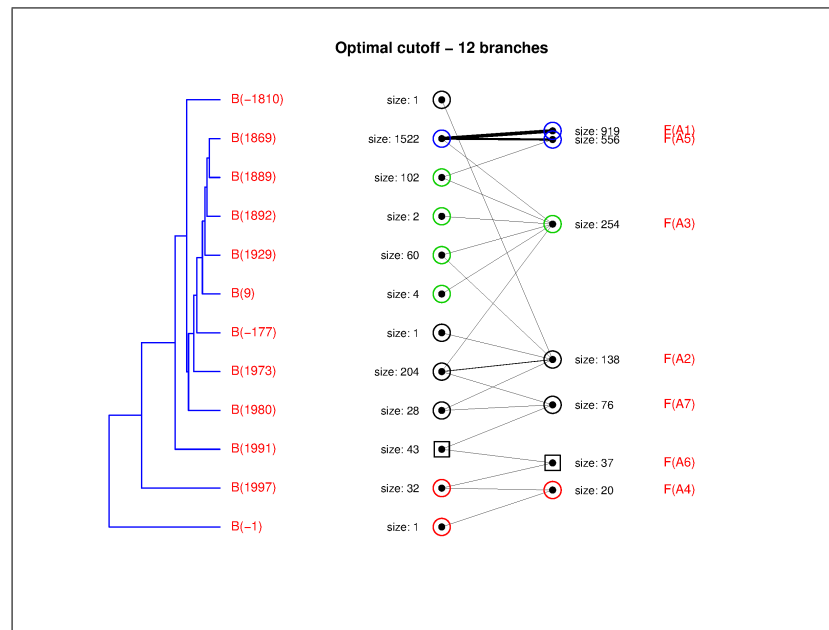 Optimal cutoff – 12 branches
B(−1810) size: 1
size: 919 F(A1)
B(1869) size: 1522 size: 556 F(A5)
B(1889) size: 102
B(1892) size: 2 size: 254 F(A3)
B(1929) size: 60
B(9) size: 4
B(−177) size: 1
size: 138 F(A2)
B(1973) size: 204
B(1980) size: 28 size: 76 F(A7)
B(1991) size: 43
size: 37 F(A6)
B(1997) size: 32 size: 20 F(A4)
B(−1) size: 1